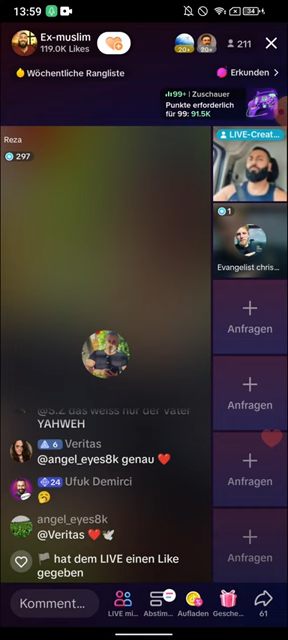 13:59
34
Ex-muslim
119.0K Likes
20+
20+
211
Wöchentliche Rangliste
Erkunden >
99+ | Zuschauer
Punkte erforderlich
für 99: 91.5K
Reza
297
LIVE-Creat...
1
Evangelist chris...
Anfragen
Anfragen
Anfragen
Anfragen
@S.Z das weiss nur der Vater
YAHWEH
6 Veritas
@angel_eyes8k genau ❤️
24 Ufuk Demirci
angel_eyes8k
@Veritas ❤️🕊️
hat dem LIVE einen Like
gegeben
Komment...
LIVE mi...
Abstim...
Aufladen
Gesche...
61